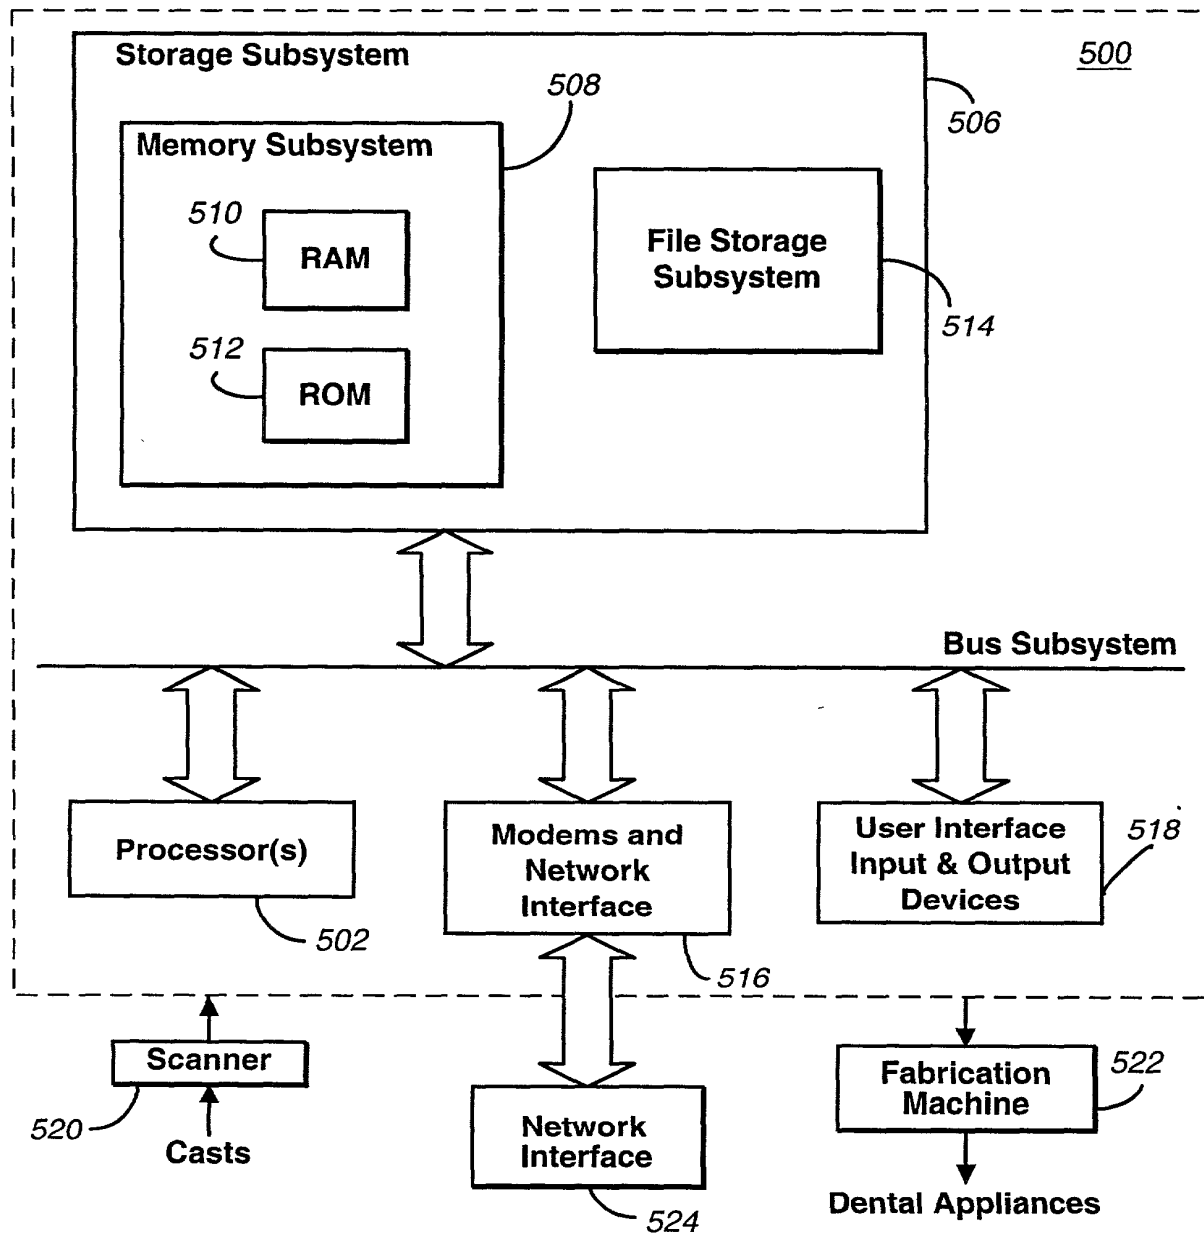 Storage Subsystem
500
508
506
Memory Subsystem
510
RAM
File Storage
Subsystem
514
512
ROM
Bus Subsystem
Processor(s)
502
Modems and
Network
Interface
516
User Interface
Input & Output
Devices
518
Scanner
520
Casts
Network
Interface
524
Fabrication
Machine
522
Dental Appliances